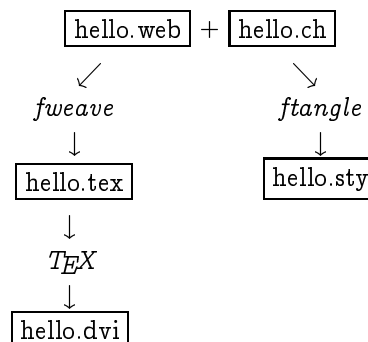 hello.web + hello.ch
fweave ftangle
hello.tex hello.sty
TEX
hello.dvi